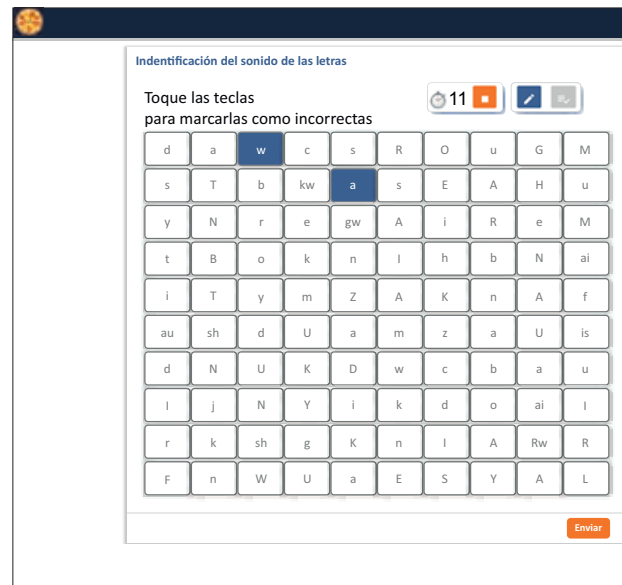 Indentificación del sonido de las letras
Toque las teclas
para marcarlas como incorrectas
11
d a w c s R O u G M
s T b kw a s E A H u
y N r e gw A i R e M
t B o k n l h b N ai
i T y m Z A K n A f
au sh d U a m z a U is
d N U K D w c b a u
I j N Y i k d o ai l
r k sh g K n I A Rw R
F n W U a E S Y A L
Enviar